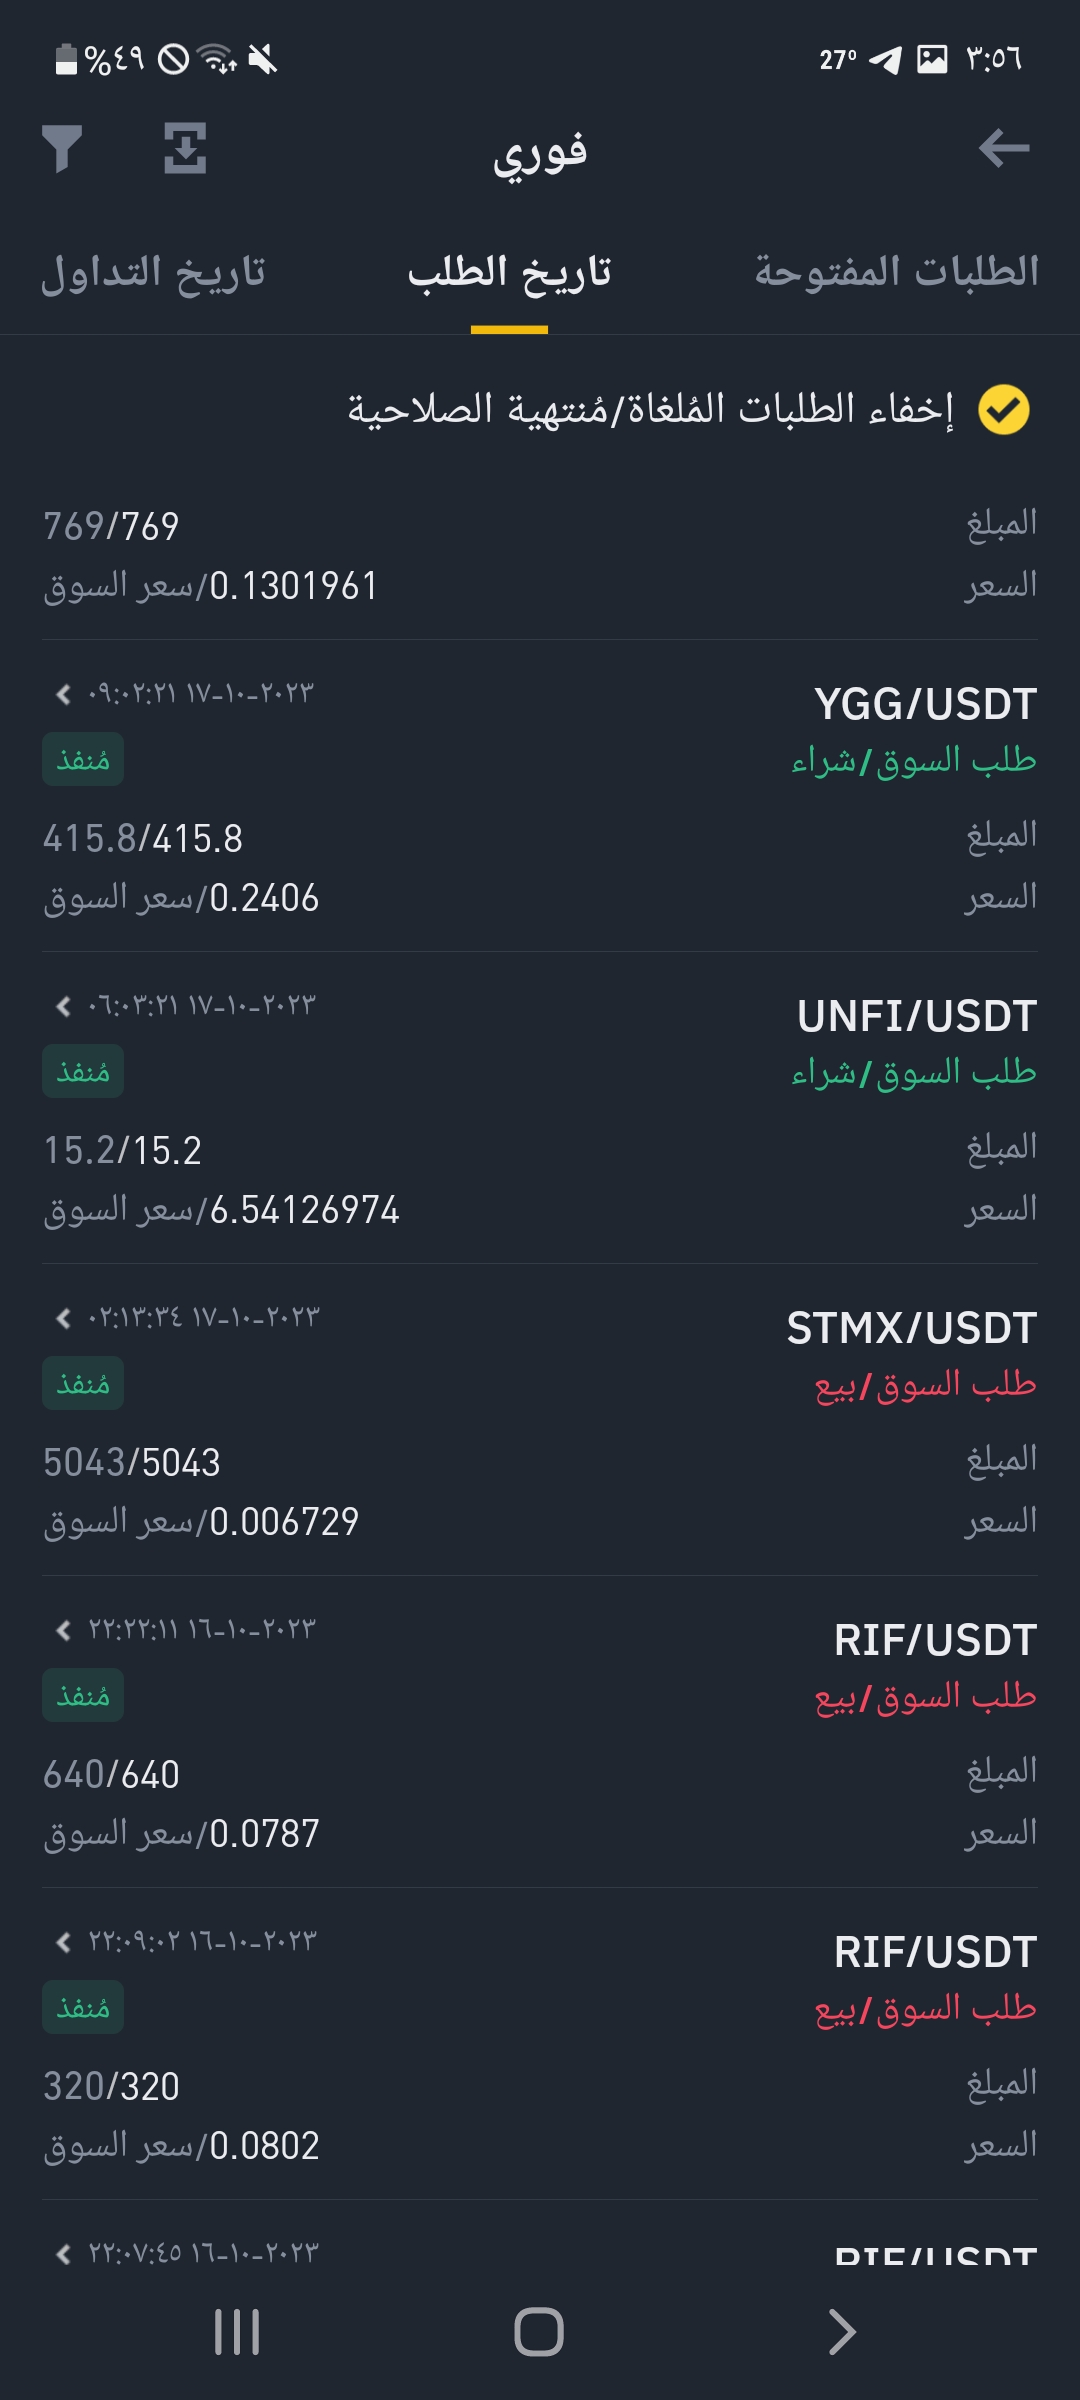 ٣:٥٦ 27° %٤٩
فوري
الطلبات المفتوحة تاريخ الطلب تاريخ التداول
إخفاء الطلبات المُلغاة/مُنتهية الصلاحية
المبلغ 769/769
السعر 0.1301961/سعر السوق
YGG/USDT ٢٠٢٣-١٠-١٧ ٠٩:٠٢:٢١
طلب السوق/شراء مُنفذ
المبلغ 415.8/415.8
السعر 0.2406/سعر السوق
UNFI/USDT ٢٠٢٣-١٠-١٧ ٠٦:٠٣:٢١
طلب السوق/شراء مُنفذ
المبلغ 15.2/15.2
السعر 6.54126974/سعر السوق
STMX/USDT ٢٠٢٣-١٠-١٧ ٠٢:١٣:٣٤
طلب السوق/بيع مُنفذ
المبلغ 5043/5043
السعر 0.006729/سعر السوق
RIF/USDT ٢٠٢٣-١٠-١٦ ٢٢:٢٢:١١
طلب السوق/بيع مُنفذ
المبلغ 640/640
السعر 0.0787/سعر السوق
RIF/USDT ٢٠٢٣-١٠-١٦ ٢٢:٠٩:٠٢
طلب السوق/بيع مُنفذ
المبلغ 320/320
السعر 0.0802/سعر السوق
RIF/USDT ٢٠٢٣-١٠-١٦ ٢٢:٠٧:٤٥